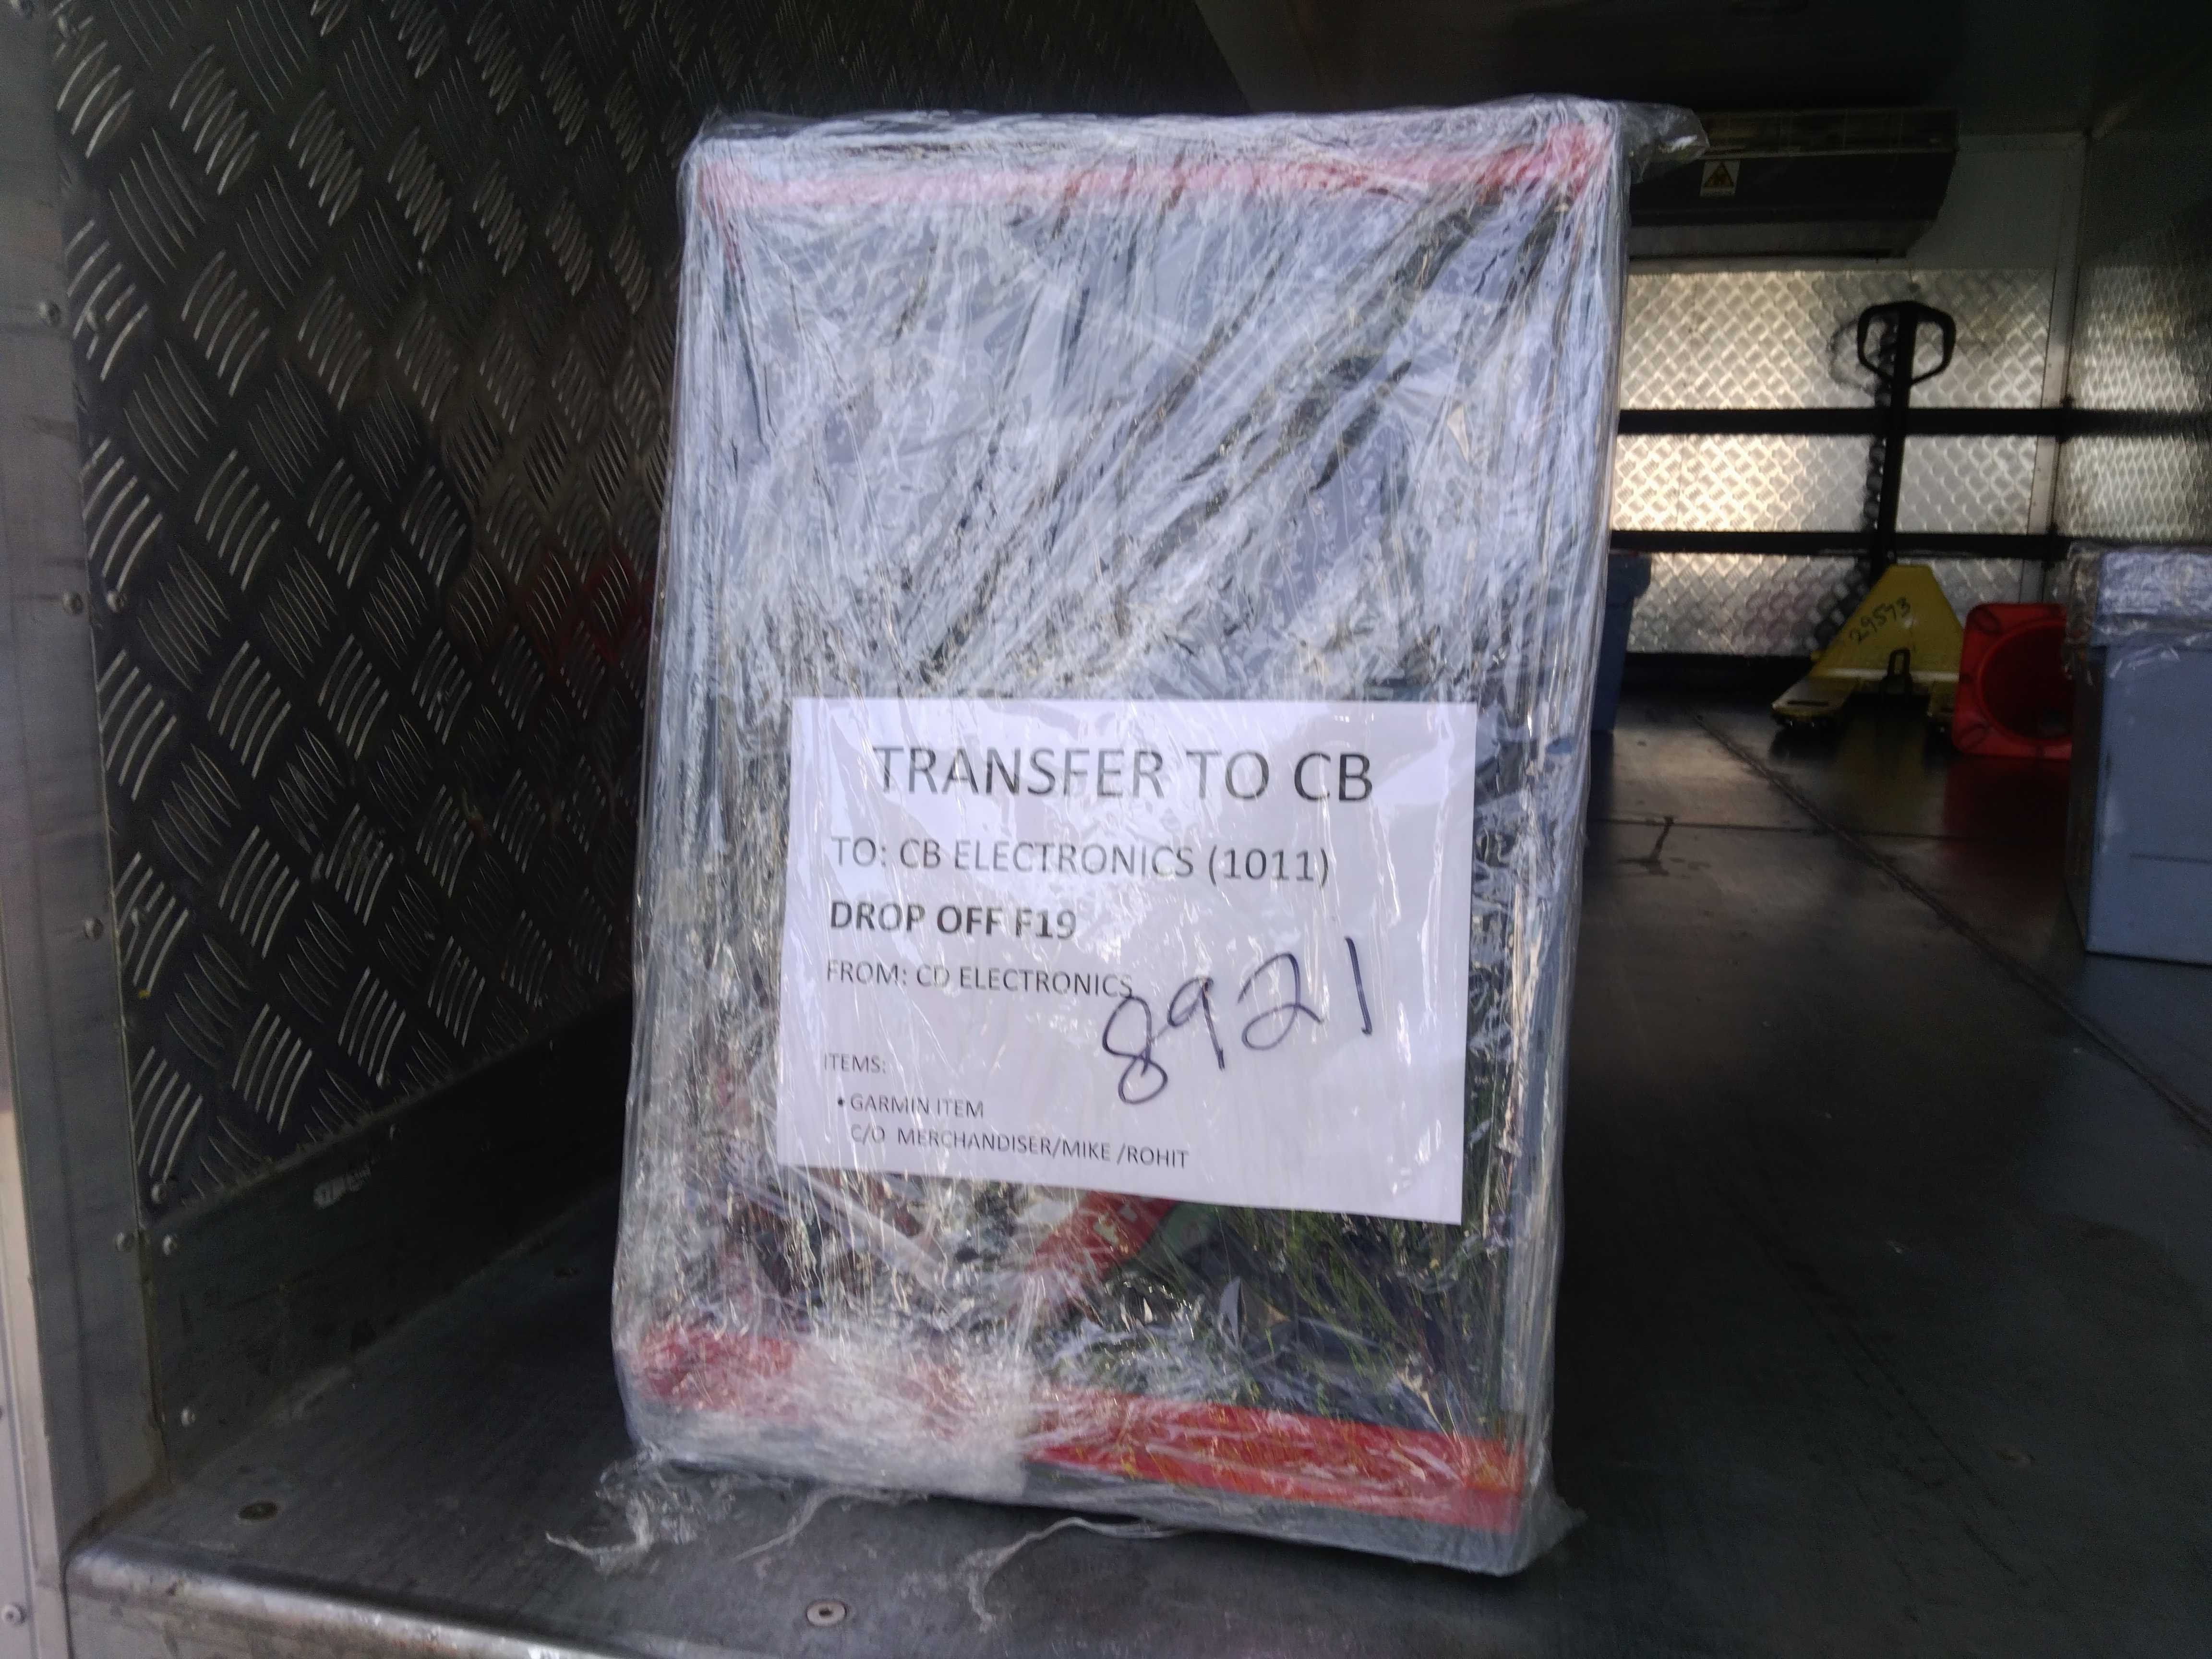 TRANSFER TO CB
TO: CB ELECTRONICS (1011)
DROP OFF F19
FROM: CD ELECTRONICS
8921
ITEMS:
• GARMIN ITEM
C/O MERCHANDISER/MIKE /ROHIT
29573